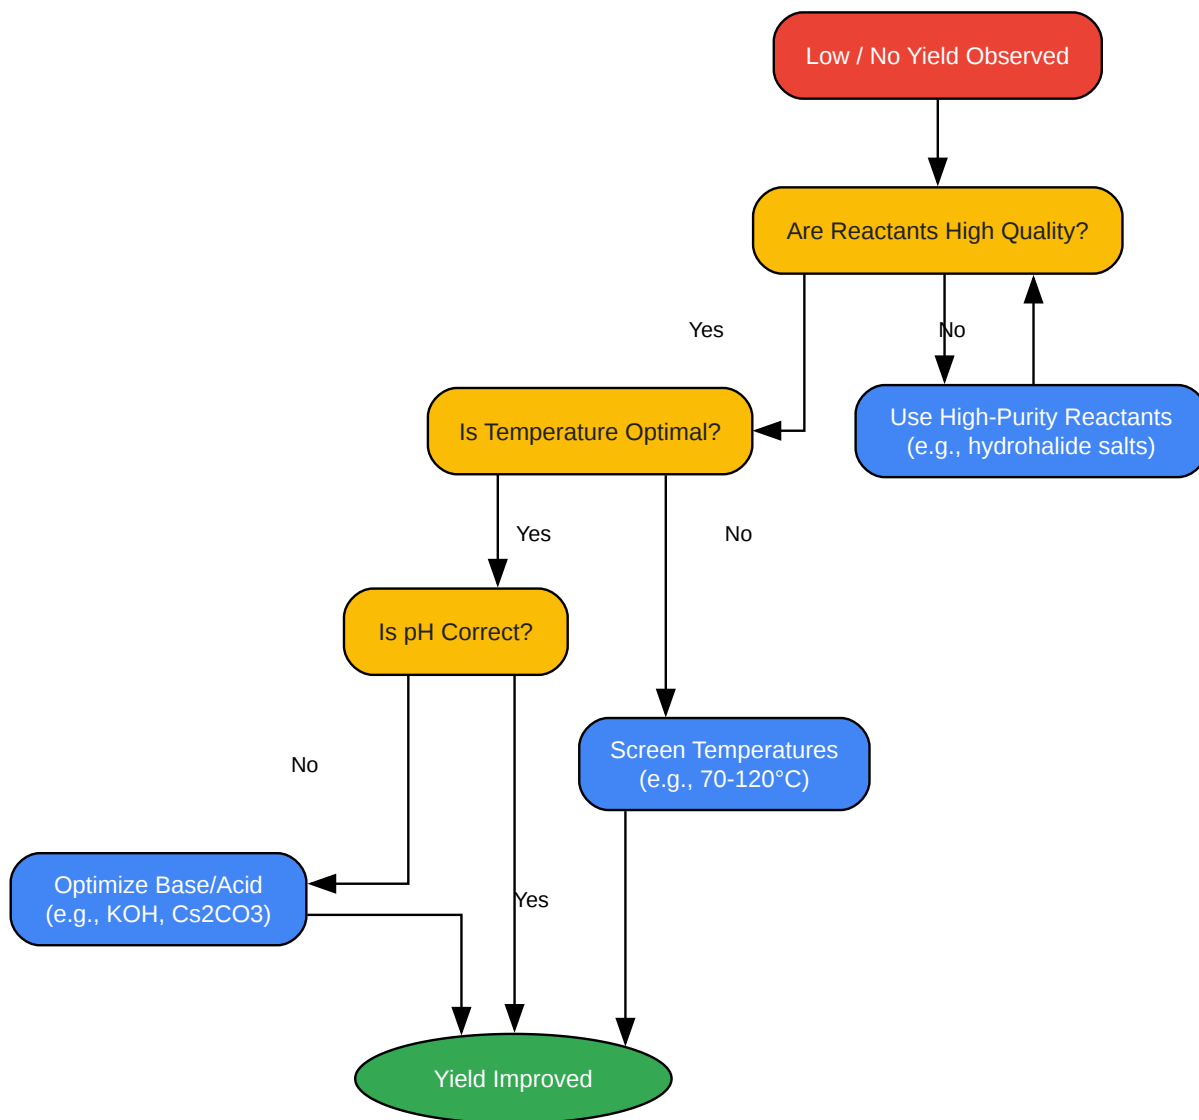 Low / No Yield Observed
Are Reactants High Quality?
Yes
No
Use High-Purity Reactants
(e.g., hydrohalide salts)
Is Temperature Optimal?
Yes
No
Is pH Correct?
Screen Temperatures
(e.g., 70-120°C)
No
Optimize Base/Acid
(e.g., KOH, Cs2CO3)
Yes
Yield Improved